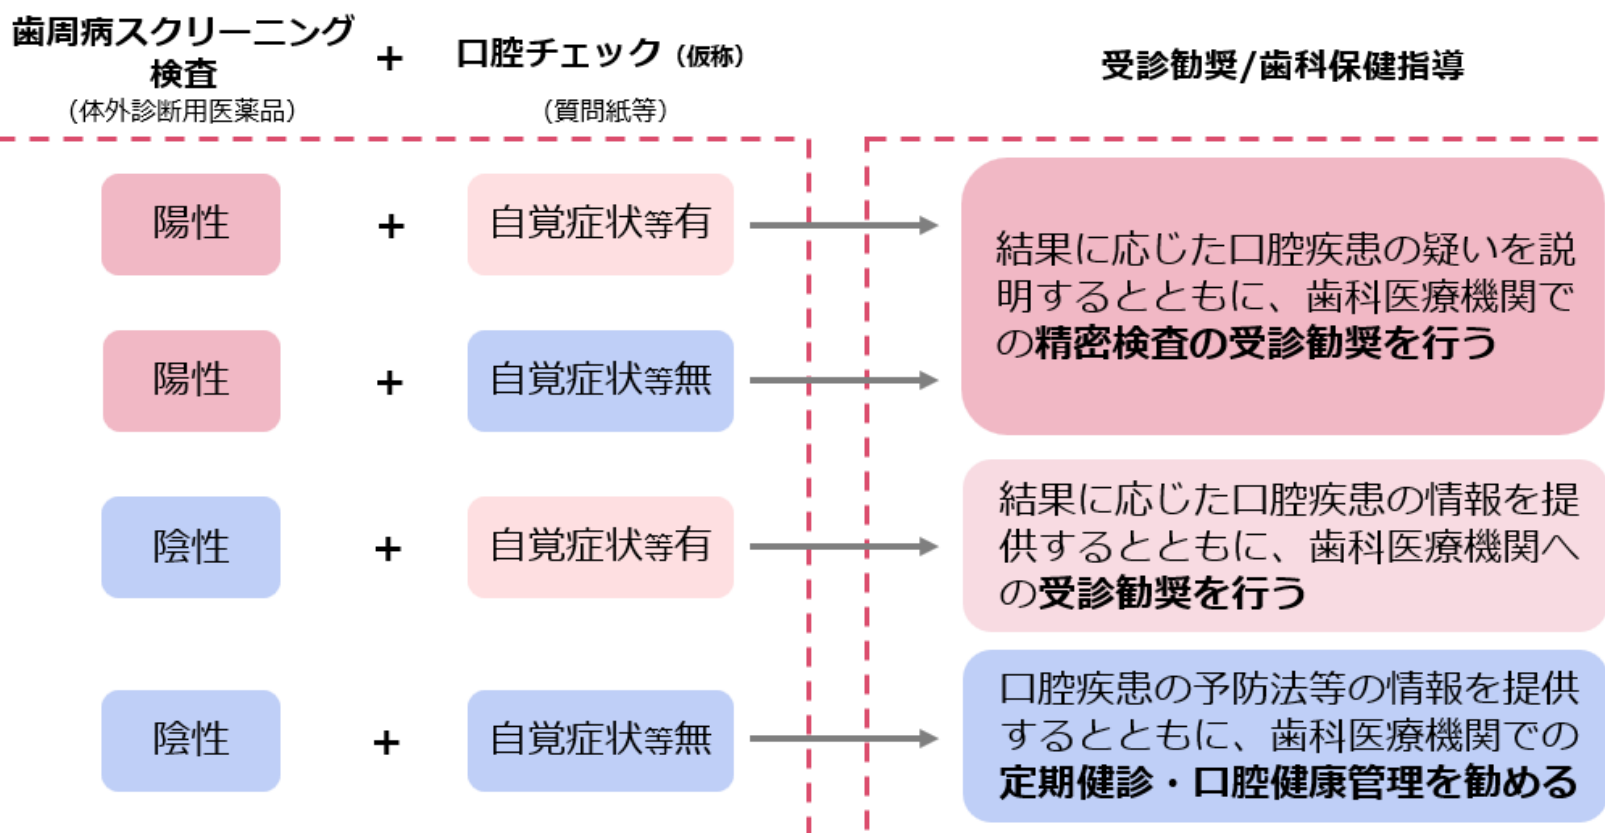 歯周病スクリーニング
検査
(体外診断用医薬品)
+
口腔チェック(仮称)
(質問紙等)
受診勧奨/歯科保健指導
陽性
+
自覚症状等有
陽性
+
自覚症状等無
結果に応じた口腔疾患の疑いを説
明するとともに、歯科医療機関で
の精密検査の受診勧奨を行う
陰性
+
自覚症状等有
結果に応じた口腔疾患の情報を提
供するとともに、歯科医療機関へ
の受診勧奨を行う
陰性
+
自覚症状等無
口腔疾患の予防法等の情報を提供
するとともに、歯科医療機関での
定期健診・口腔健康管理を勧める